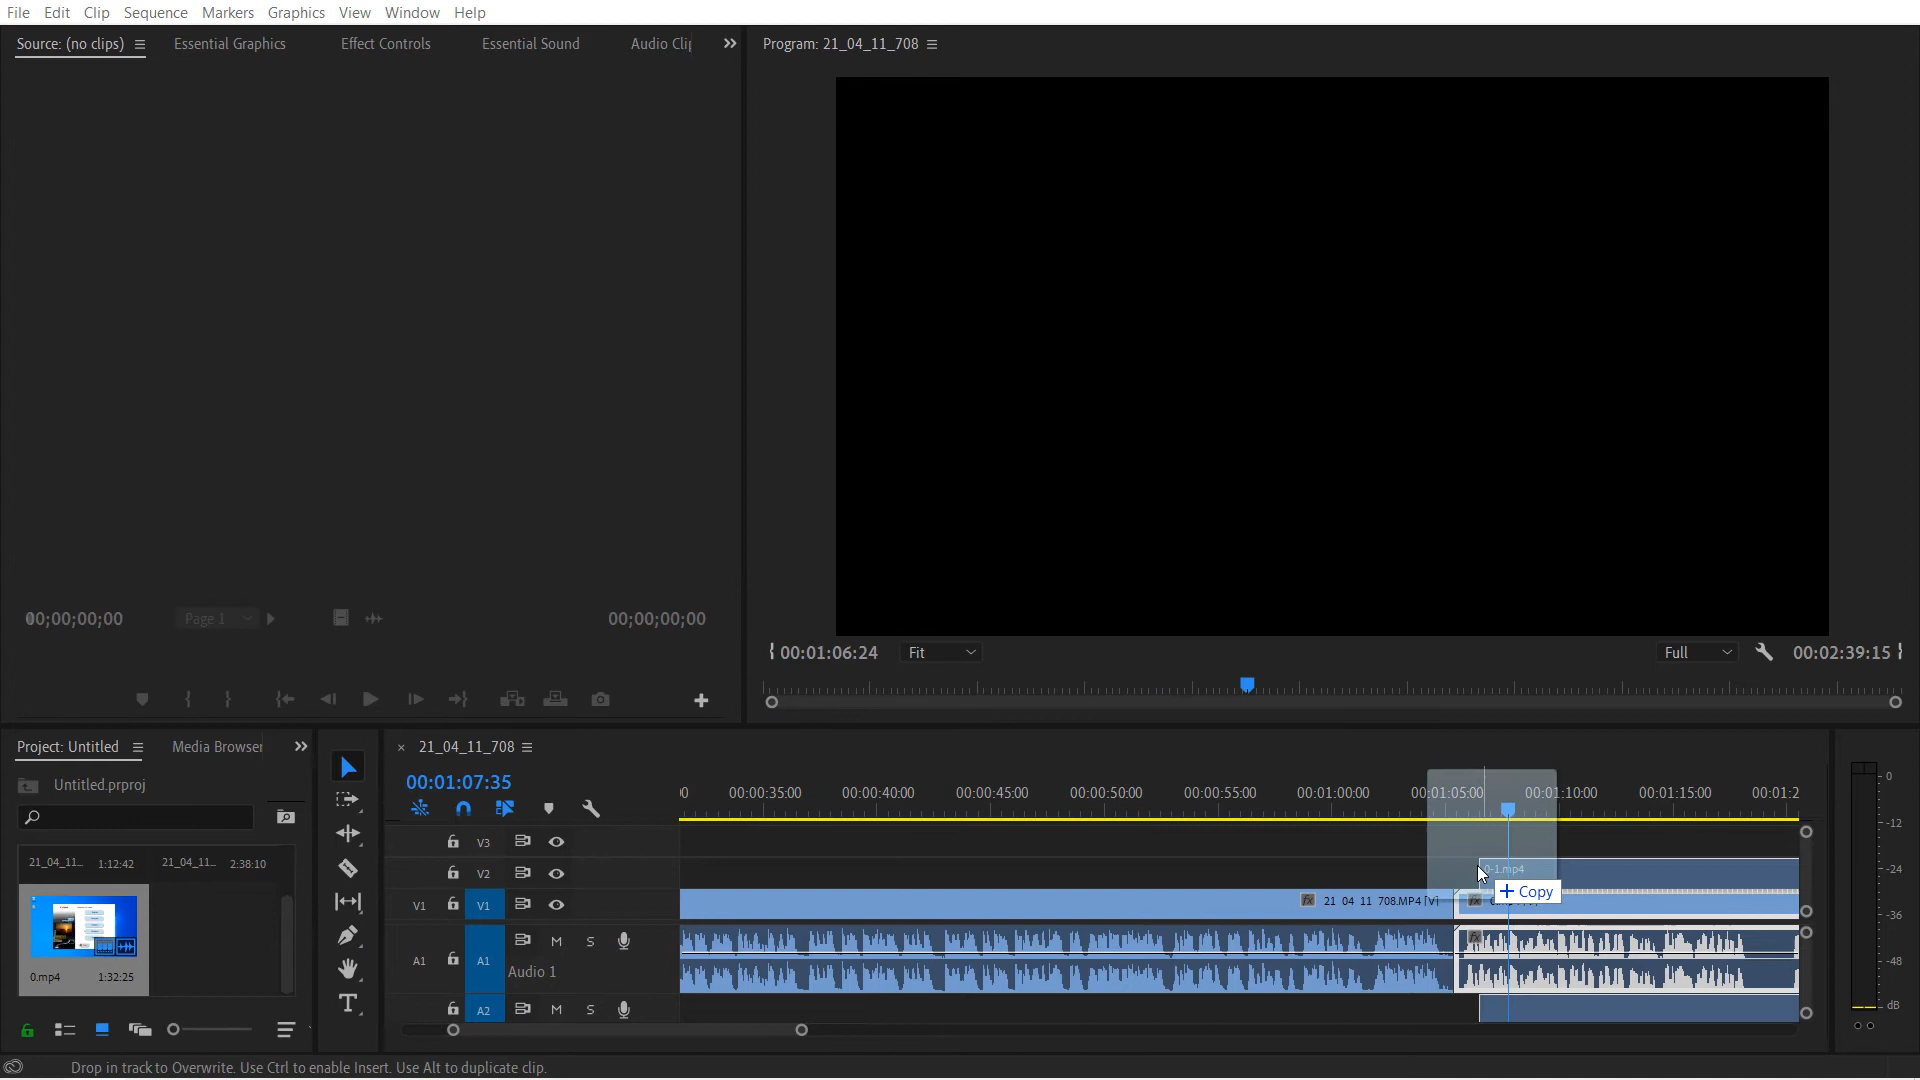 File Edit Clip Sequence Markers Graphics View Window Help
Source: (no clips) Essential Graphics Effect Controls Essential Sound Audio Clip
Program: 21_04_11_708
00;00;00;00 Page 1 00;00;00;00
00:01:06:24 Fit Full 00:02:39:15
Project: Untitled Media Browser
21_04_11_708
Untitled.prproj
00:01:07:35
00 00:00:35:00 00:00:40:00 00:00:45:00 00:00:50:00 00:00:55:00 00:01:00:00 00:01:05:00 00:01:10:00 00:01:15:00 00:01:2
21_04_11... 1:12:42 21_04_11... 2:38:10
0.mp4 1:32:25
V3
V2 0-1.mp4
Copy
V1 V1 fx 21_04_11_708.MP4 [V] fx
A1 A1 M S fx
Audio 1
A2 M S
0
-12
-24
-36
-48
dB
Drop in track to Overwrite. Use Ctrl to enable Insert. Use Alt to duplicate clip.